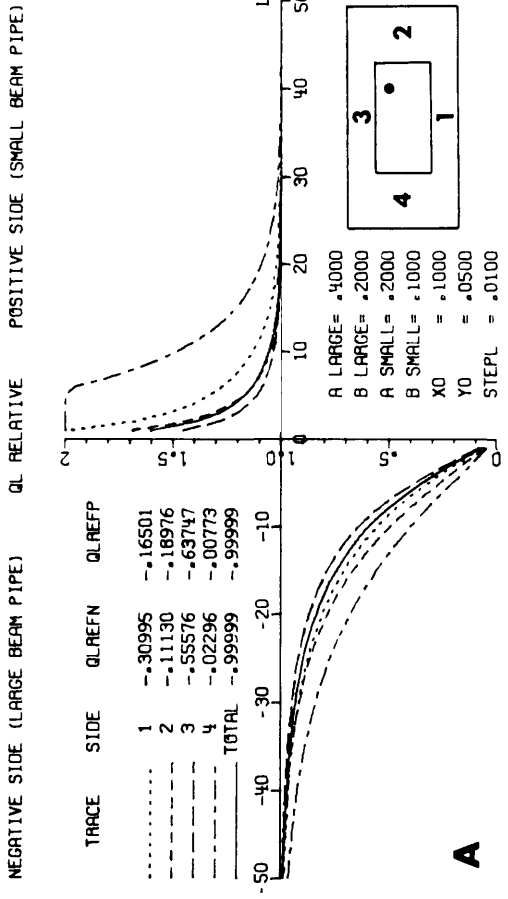 NEGATIVE SIDE (LARGE BEAM PIPE) QL RELATIVE POSITIVE SIDE (SMALL BEAM PIPE)
TRACE SIDE QLREFN QLREFP
1 -.30995 -.16501
2 -.11130 -.18976
3 -.55576 -.63747
4 -.02296 -.00773
TOTAL -.99999 -.99999
2
1.5
1.0
.5
0
-50 -40 -30 -20 -10 0 10 20 30 40 50
L
A LARGE= .4000
B LARGE= .2000
A SMALL= .2000
B SMALL= .1000
X0 = .1000
Y0 = .0500
STEPL = .0100
3
4
2
1
A